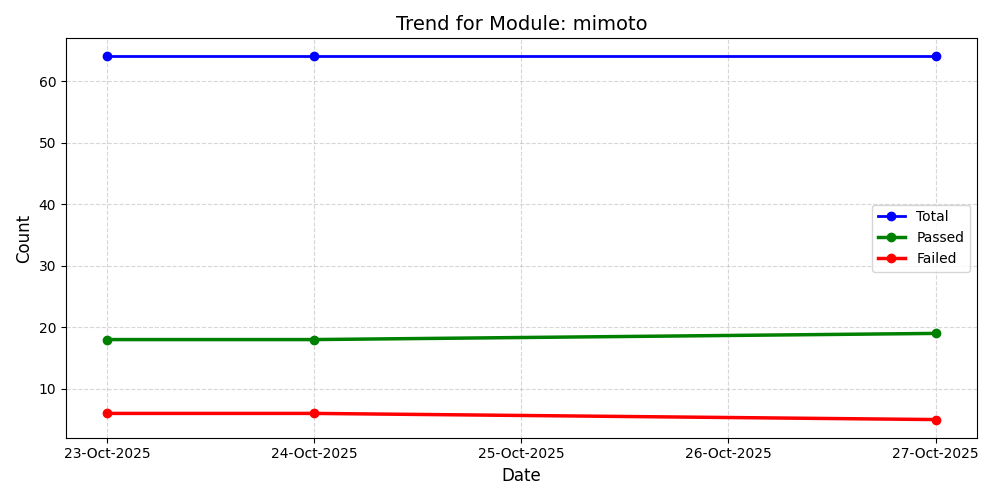 Trend for Module: mimoto
Count
60
50
40
30
20
10
Total
Passed
Failed
23-Oct-2025
24-Oct-2025
25-Oct-2025
26-Oct-2025
27-Oct-2025
Date